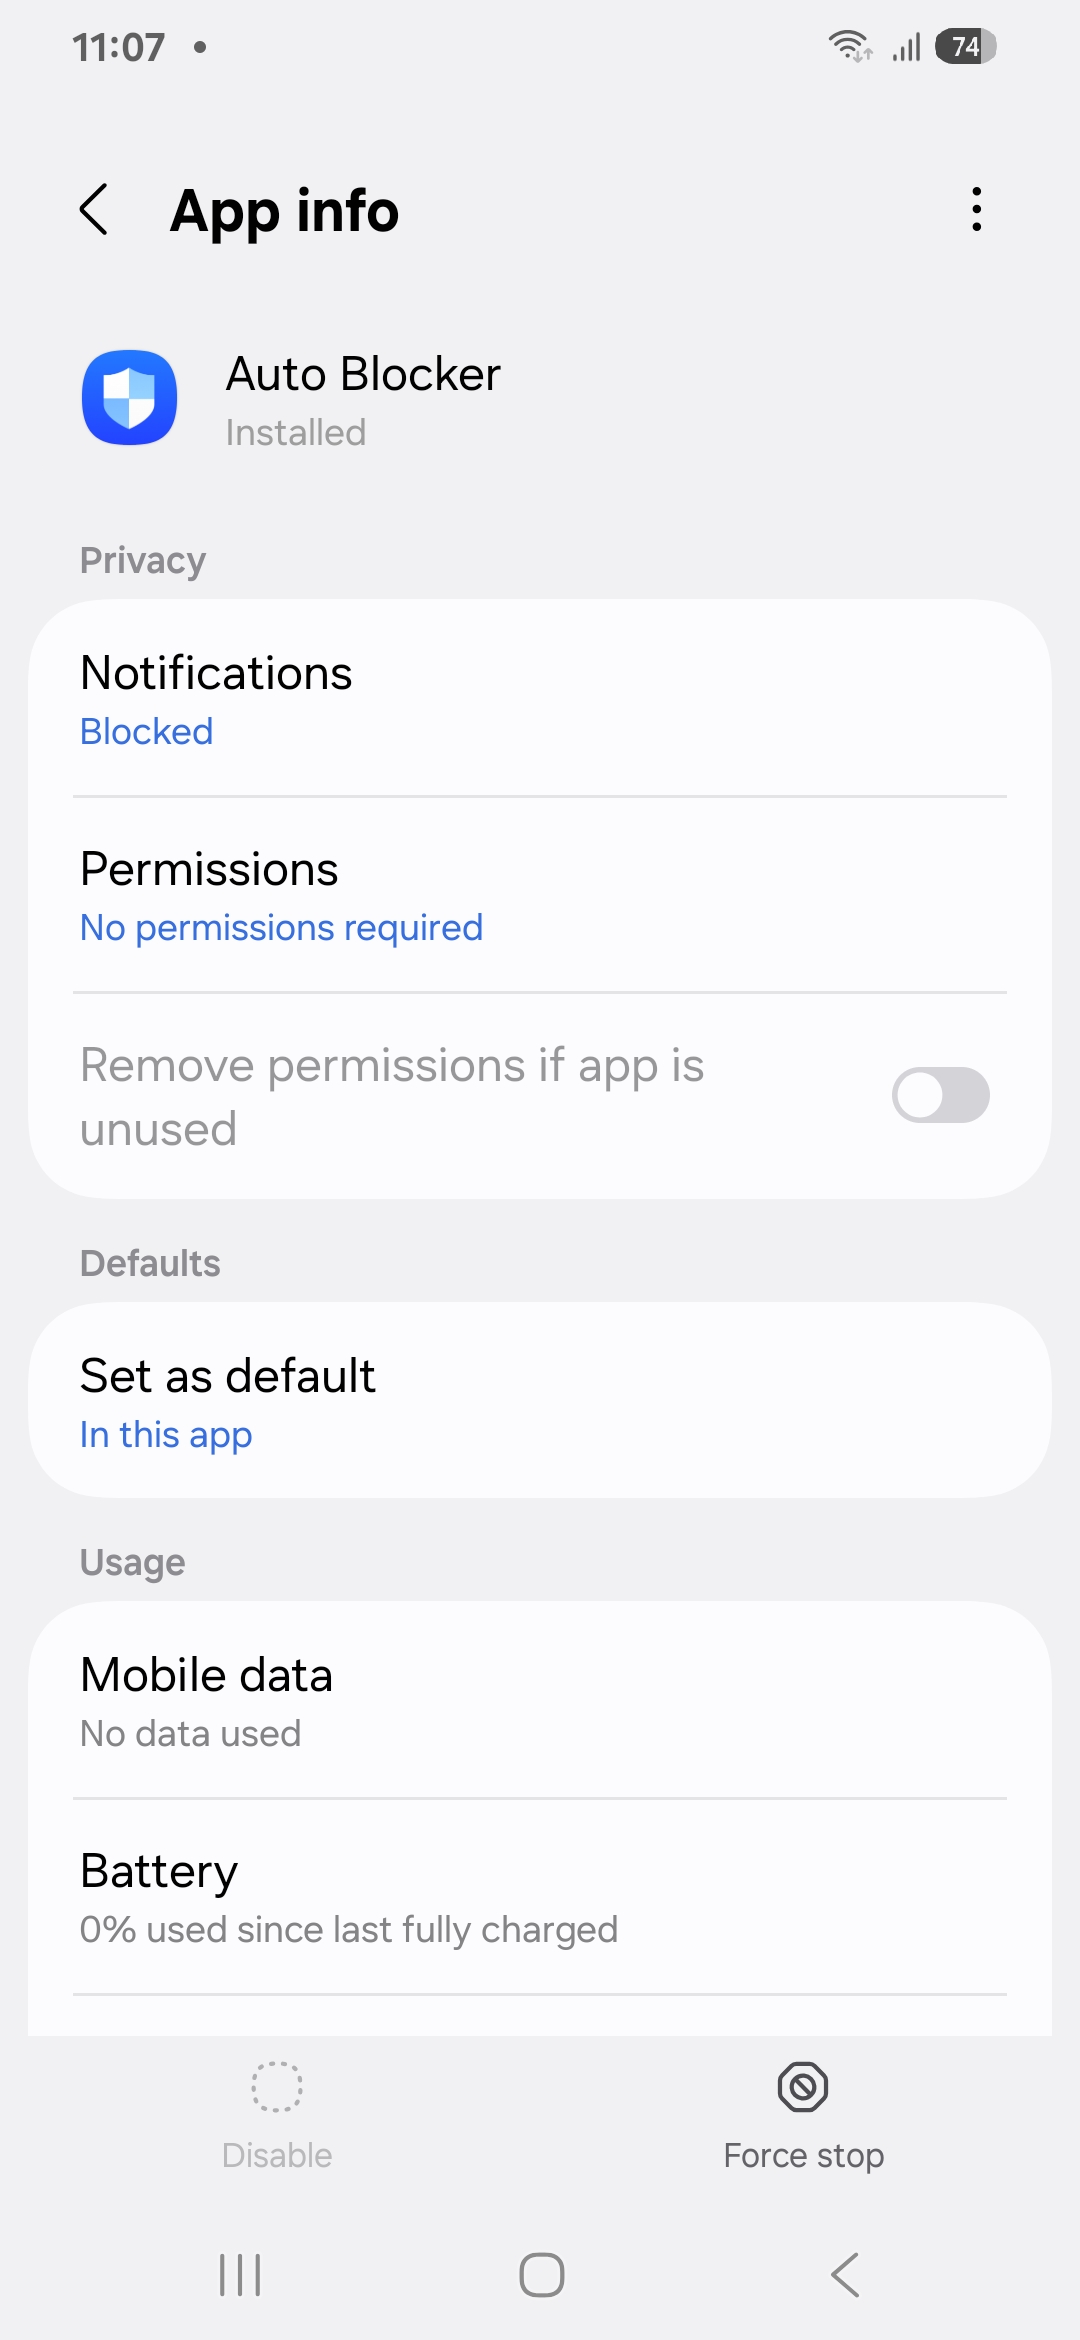 11:07
74
App info
Auto Blocker
Installed
Privacy
Notifications
Blocked
Permissions
No permissions required
Remove permissions if app is
unused
Defaults
Set as default
In this app
Usage
Mobile data
No data used
Battery
0% used since last fully charged
Disable
Force stop